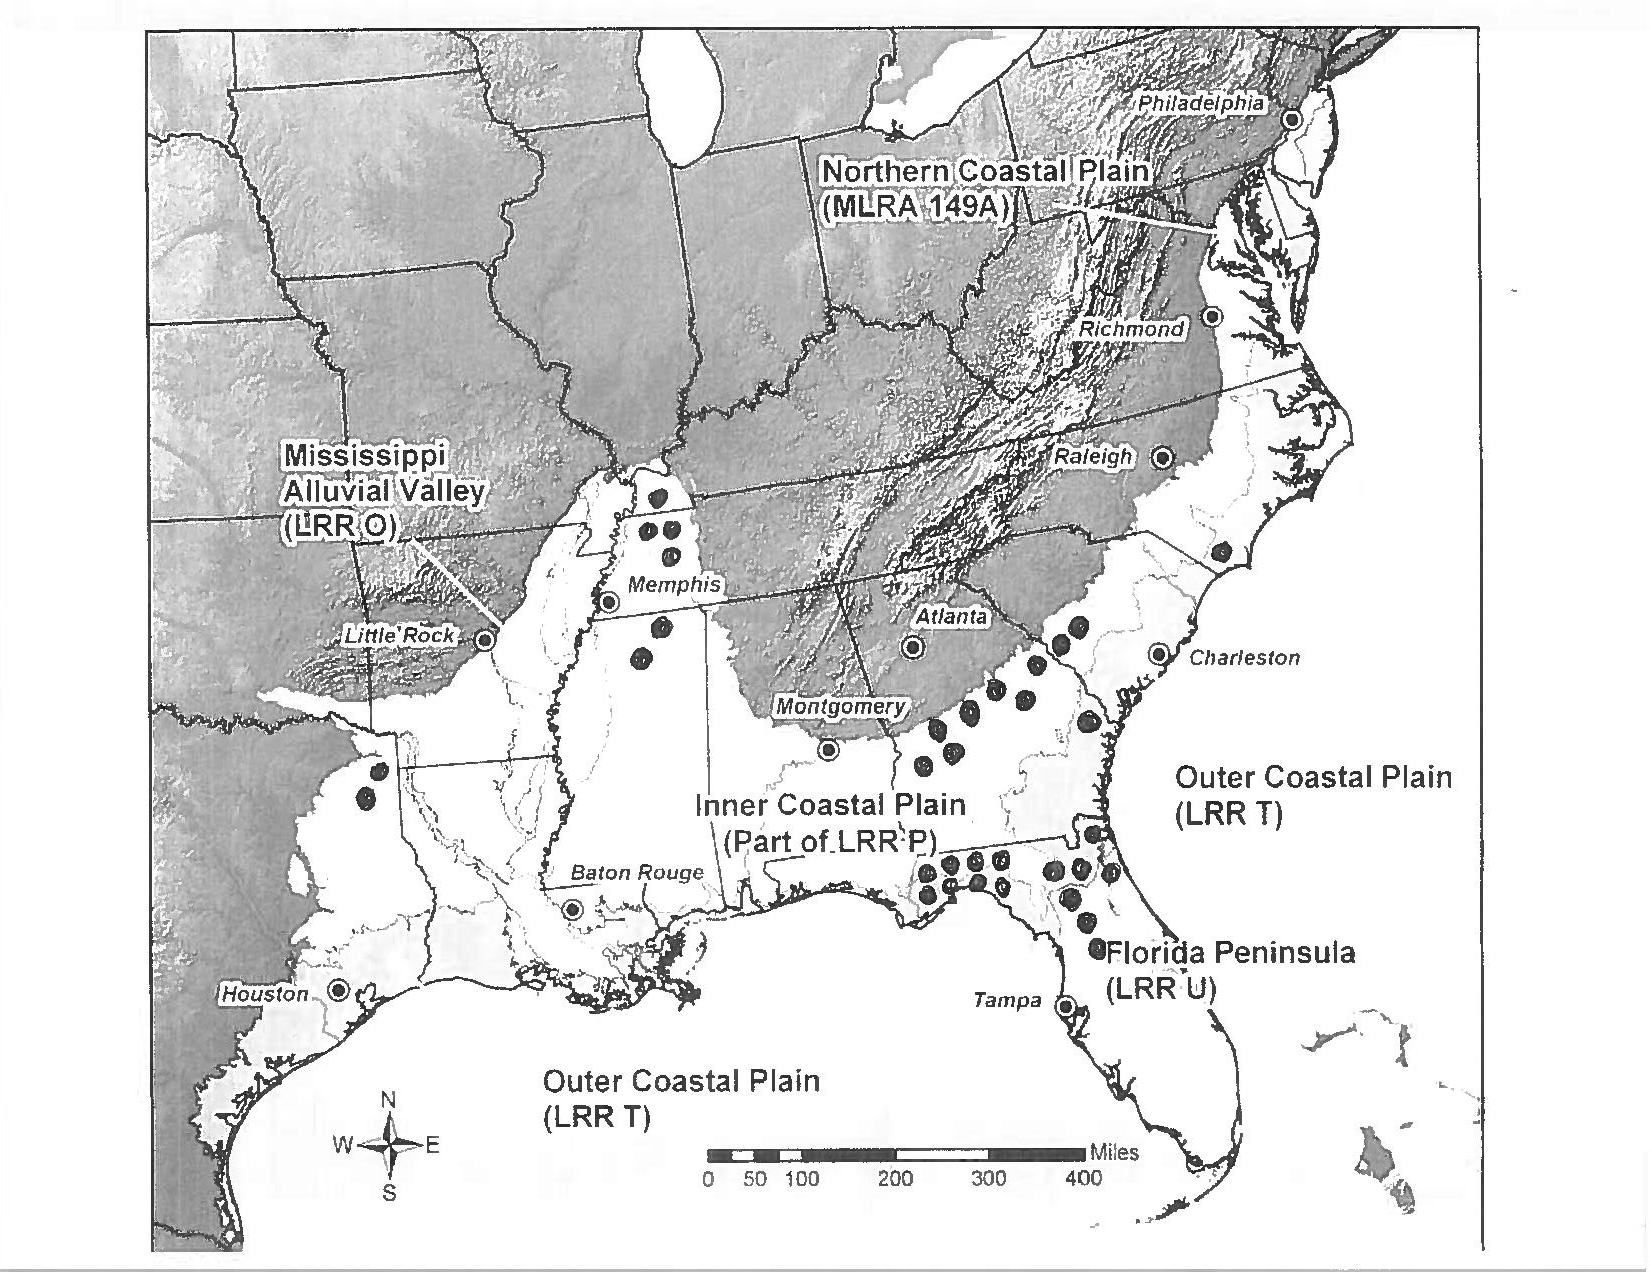 Philadelphia
Northern Coastal Plain
(MLRA 149A)
Richmond
Mississippi
Alluvial Valley
(LRR O)
Raleigh
Memphis
Atlanta
Little Rock
Charleston
Montgomery
Outer Coastal Plain
(LRR T)
Inner Coastal Plain
(Part of LRR P)
Baton Rouge
Florida Peninsula
(LRR U)
Houston
Tampa
Outer Coastal Plain
(LRR T)
N
W E
S
Miles
0 50 100 200 300 400